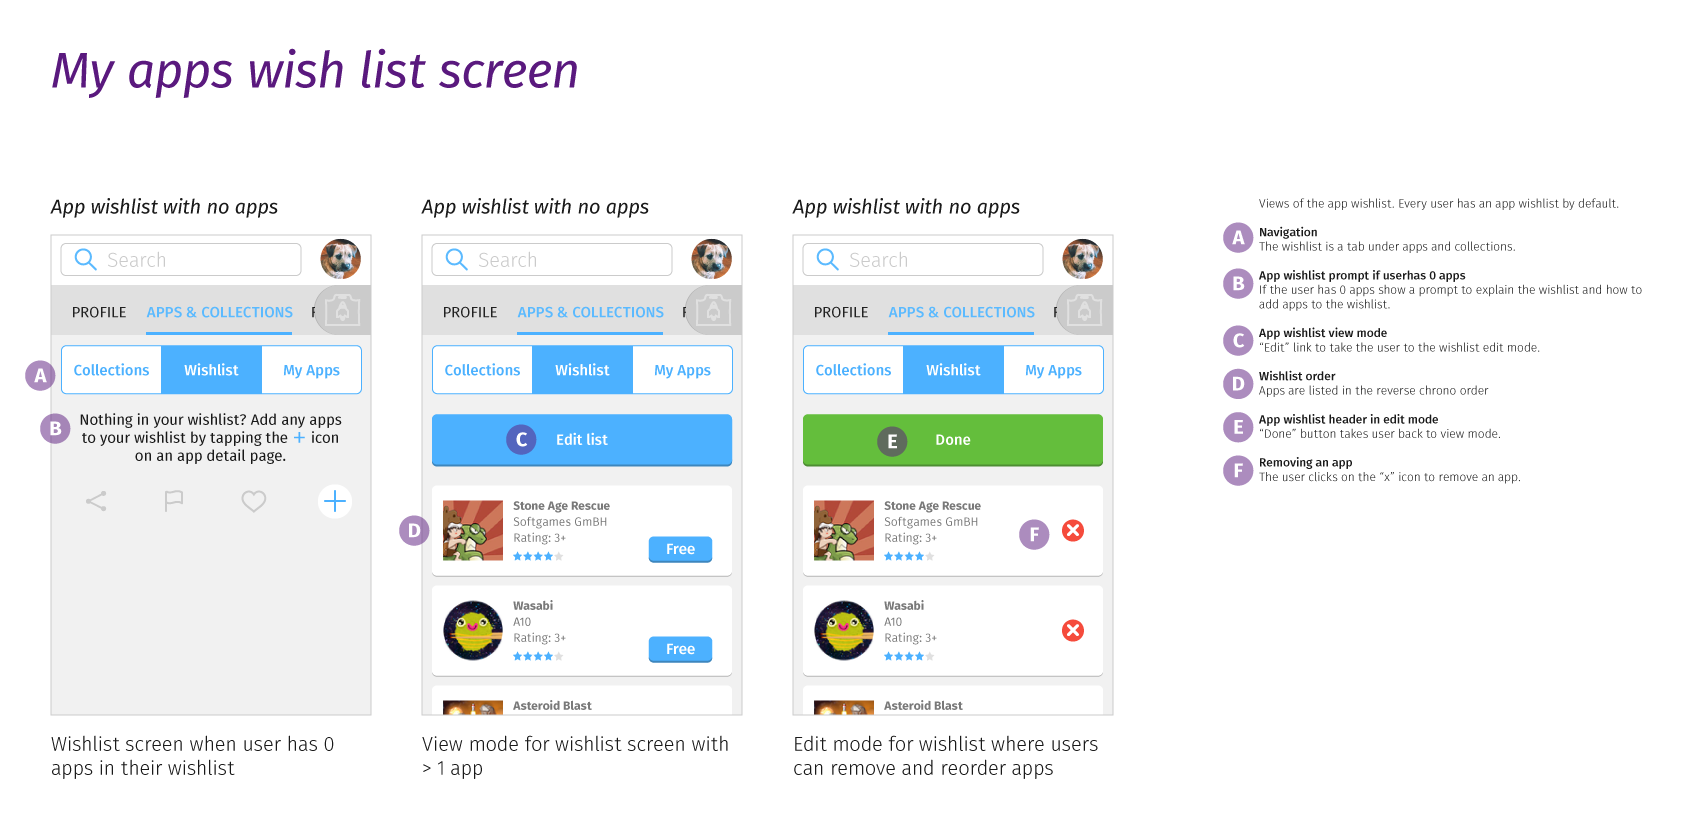 My apps wish list screen
App wishlist with no apps
Search
PROFILE APPS & COLLECTIONS
A
Collections Wishlist My Apps
B
Nothing in your wishlist? Add any apps
to your wishlist by tapping the + icon
on an app detail page.
Wishlist screen when user has 0
apps in their wishlist
App wishlist with no apps
Search
PROFILE APPS & COLLECTIONS
Collections Wishlist My Apps
C Edit list
D
Stone Age Rescue
Softgames GmBH
Rating: 3+
Free
Wasabi
A10
Rating: 3+
Free
Asteroid Blast
View mode for wishlist screen with
> 1 app
App wishlist with no apps
Search
PROFILE APPS & COLLECTIONS
Collections Wishlist My Apps
E Done
Stone Age Rescue
Softgames GmBH
Rating: 3+
F
Wasabi
A10
Rating: 3+
Asteroid Blast
Edit mode for wishlist where users
can remove and reorder apps
Views of the app wishlist. Every user has an app wishlist by default.
A Navigation
The wishlist is a tab under apps and collections.
B App wishlist prompt if userhas 0 apps
If the user has 0 apps show a prompt to explain the wishlist and how to
add apps to the wishlist.
C App wishlist view mode
“Edit” link to take the user to the wishlist edit mode.
D Wishlist order
Apps are listed in the reverse chrono order
E App wishlist header in edit mode
“Done” button takes user back to view mode.
F Removing an app
The user clicks on the “x” icon to remove an app.